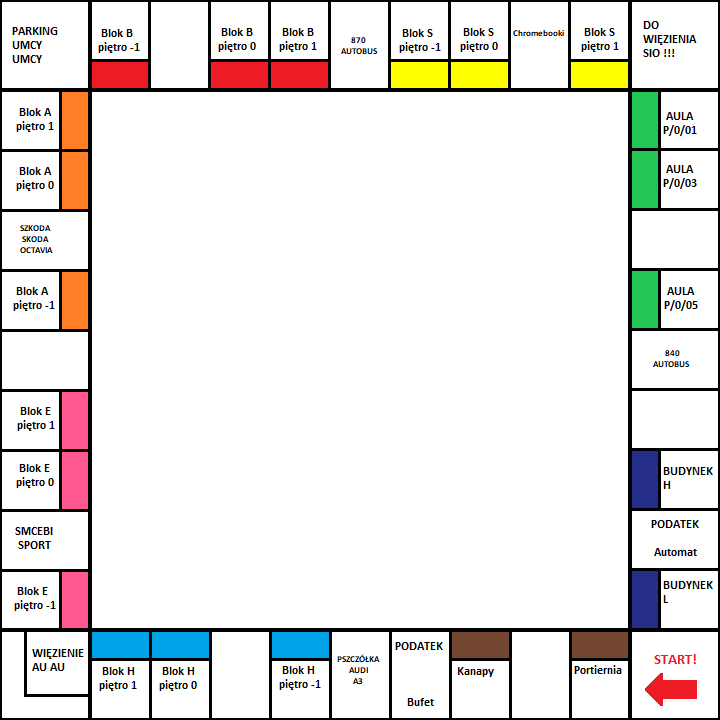 PARKING
UMCY
UMCY
Blok B
piętro -1
Blok B
piętro 0
Blok B
piętro 1
870
AUTOBUS
Blok S
piętro -1
Blok S
piętro 0
Chromebooki
Blok S
piętro 1
DO
WIĘZIENIA
SIO !!!
Blok A
piętro 1
Blok A
piętro 0
SZKODA
SKODA
OCTAVIA
Blok A
piętro -1
Blok E
piętro 1
Blok E
piętro 0
SMCEBI
SPORT
Blok E
piętro -1
AULA
P/0/01
AULA
P/0/03
AULA
P/0/05
840
AUTOBUS
BUDYNEK
H
PODATEK
Automat
BUDYNEK
L
WIĘZIENIE
AU AU
Blok H
piętro 1
Blok H
piętro 0
Blok H
piętro -1
PSZCZÓŁKA
AUDI
A3
PODATEK
Bufet
Kanapy
Portiernia
START!